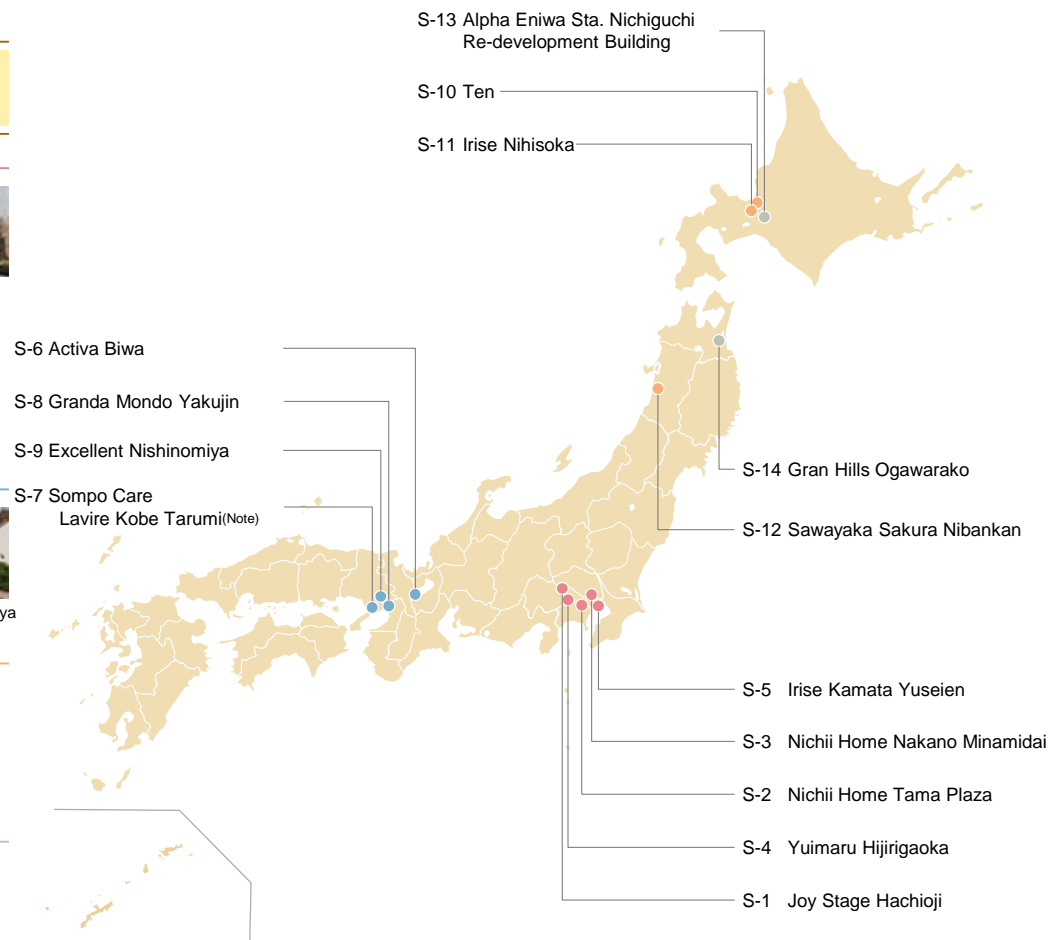 S-13 Alpha Eniwa Sta. Nichiguchi
Re-development Building
S-10 Ten
S-11 Irise Nihisoka
S-6 Activa Biwa
S-8 Granda Mondo Yakujin
S-9 Excellent Nishinomiya
S-7 Sompo Care
Lavire Kobe Tarumi(Note)
ya
S-14 Gran Hills Ogawarako
S-12 Sawayaka Sakura Nibankan
S-5 Irise Kamata Yuseien
S-3 Nichii Home Nakano Minamidai
S-2 Nichii Home Tama Plaza
S-4 Yuimaru Hijirigaoka
S-1 Joy Stage Hachioji